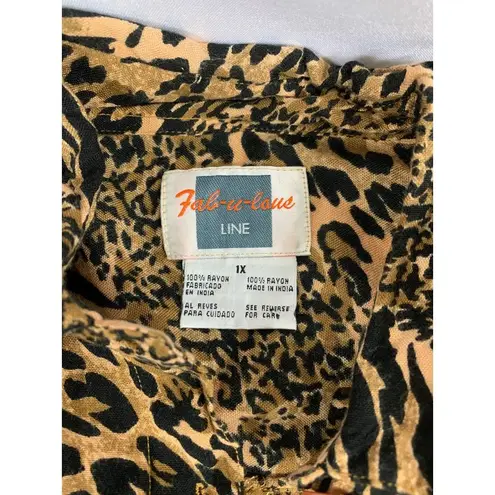 Fab-u-lous
LINE
1X
100% RAYON
FABRICADO
EN INDIA
100% RAYON
MADE IN INDIA
AL REVES
PARA CUIDADO
SEE REVERSE
FOR CARE